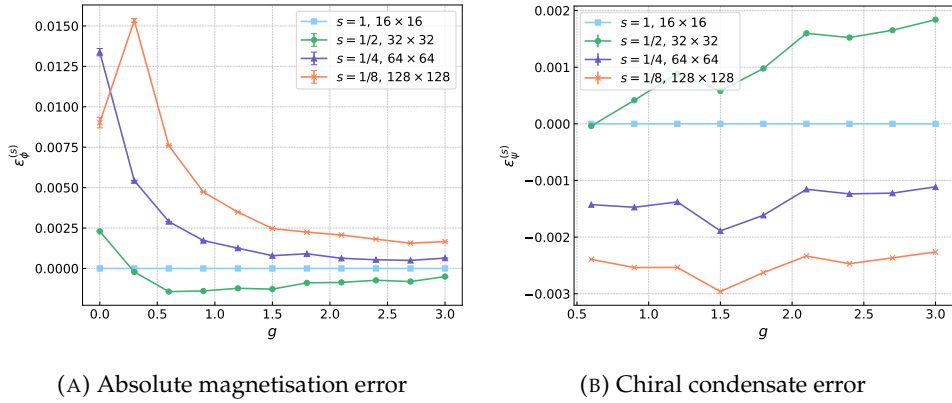 0.0150
0.0125
0.0100
0.0075
0.0050
0.0025
0.0000
ε_ϕ^(s)
s = 1, 16 × 16
s = 1/2, 32 × 32
s = 1/4, 64 × 64
s = 1/8, 128 × 128
0.0 0.5 1.0 1.5 2.0 2.5 3.0
g
(A) Absolute magnetisation error
0.002
0.001
0.000
−0.001
−0.002
−0.003
ε_ψ^(s)
s = 1, 16 × 16
s = 1/2, 32 × 32
s = 1/4, 64 × 64
s = 1/8, 128 × 128
0.5 1.0 1.5 2.0 2.5 3.0
g
(B) Chiral condensate error